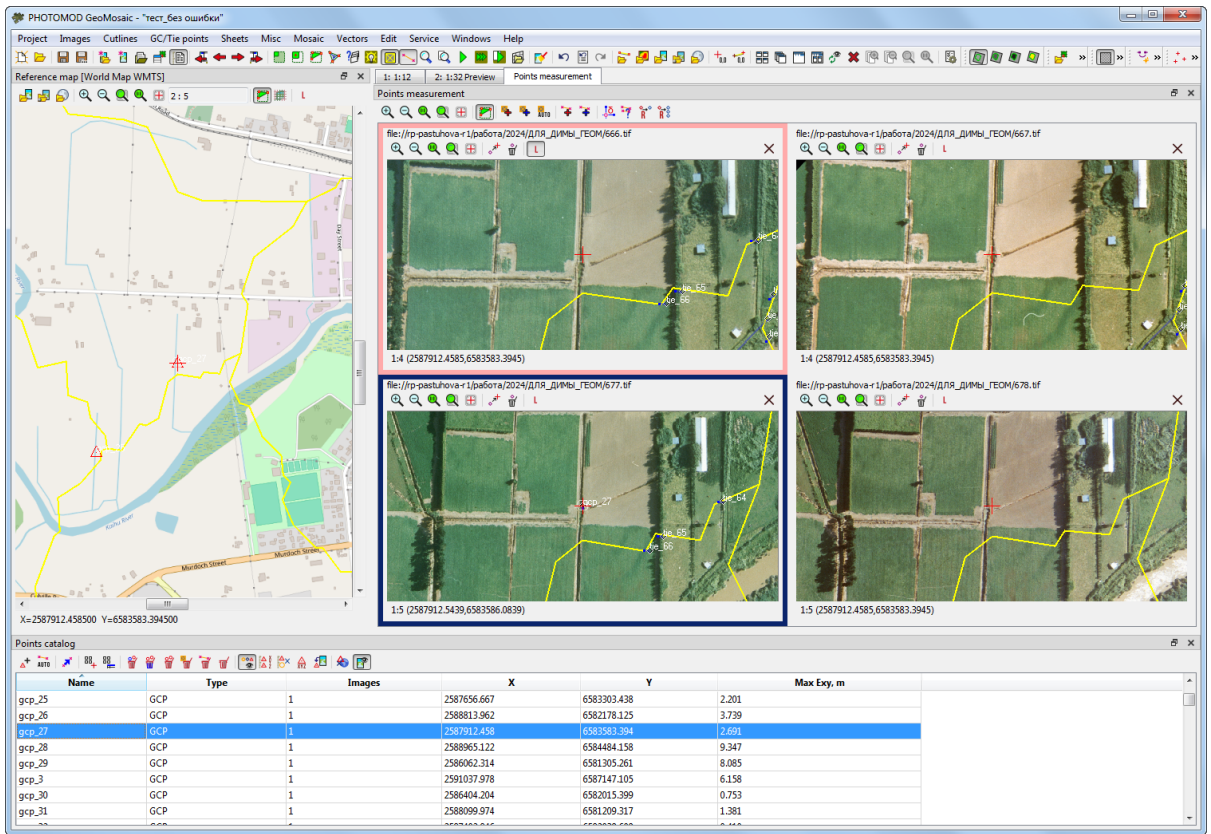 PHOTOMOD GeoMosaic - "тест_без ошибки"
Project Images Cutlines GC/Tie points Sheets Misc Mosaic Vectors Edit Service Windows Help
Reference map [World Map WMTS]
1: 1:12 2: 1:32 Preview Points measurement
Points measurement
2 : 5 L
AUTO
file://rp-pastuhova-r1/работа/2024/ДЛЯ_ДИМЫ_ГЕОМ/666.tif
L
tie_65
tie_66
1:4 (2587912.4585,6583583.3945)
file://rp-pastuhova-r1/работа/2024/ДЛЯ_ДИМЫ_ГЕОМ/667.tif
L
1:4 (2587912.4585,6583583.3945)
file://rp-pastuhova-r1/работа/2024/ДЛЯ_ДИМЫ_ГЕОМ/677.tif
L
gcp_27
tie_64
tie_65
tie_66
1:5 (2587912.5439,6583586.0839)
file://rp-pastuhova-r1/работа/2024/ДЛЯ_ДИМЫ_ГЕОМ/678.tif
L
1:5 (2587912.4585,6583583.3945)
Day Street
Murdoch Street
Murdoch Street
X=2587912.458500 Y=6583583.394500
Points catalog
AUTO
Name Type Images X Y Max Exy, m
gcp_25 GCP 1 2587656.667 6583303.438 2.201
gcp_26 GCP 1 2588813.962 6582178.125 3.739
gcp_27 GCP 1 2587912.458 6583583.394 2.691
gcp_28 GCP 1 2588965.122 6584484.158 9.347
gcp_29 GCP 1 2586062.314 6581305.261 8.085
gcp_3 GCP 1 2591037.978 6587147.105 6.158
gcp_30 GCP 1 2586404.204 6582015.399 0.753
gcp_31 GCP 1 2588099.974 6581209.317 1.381